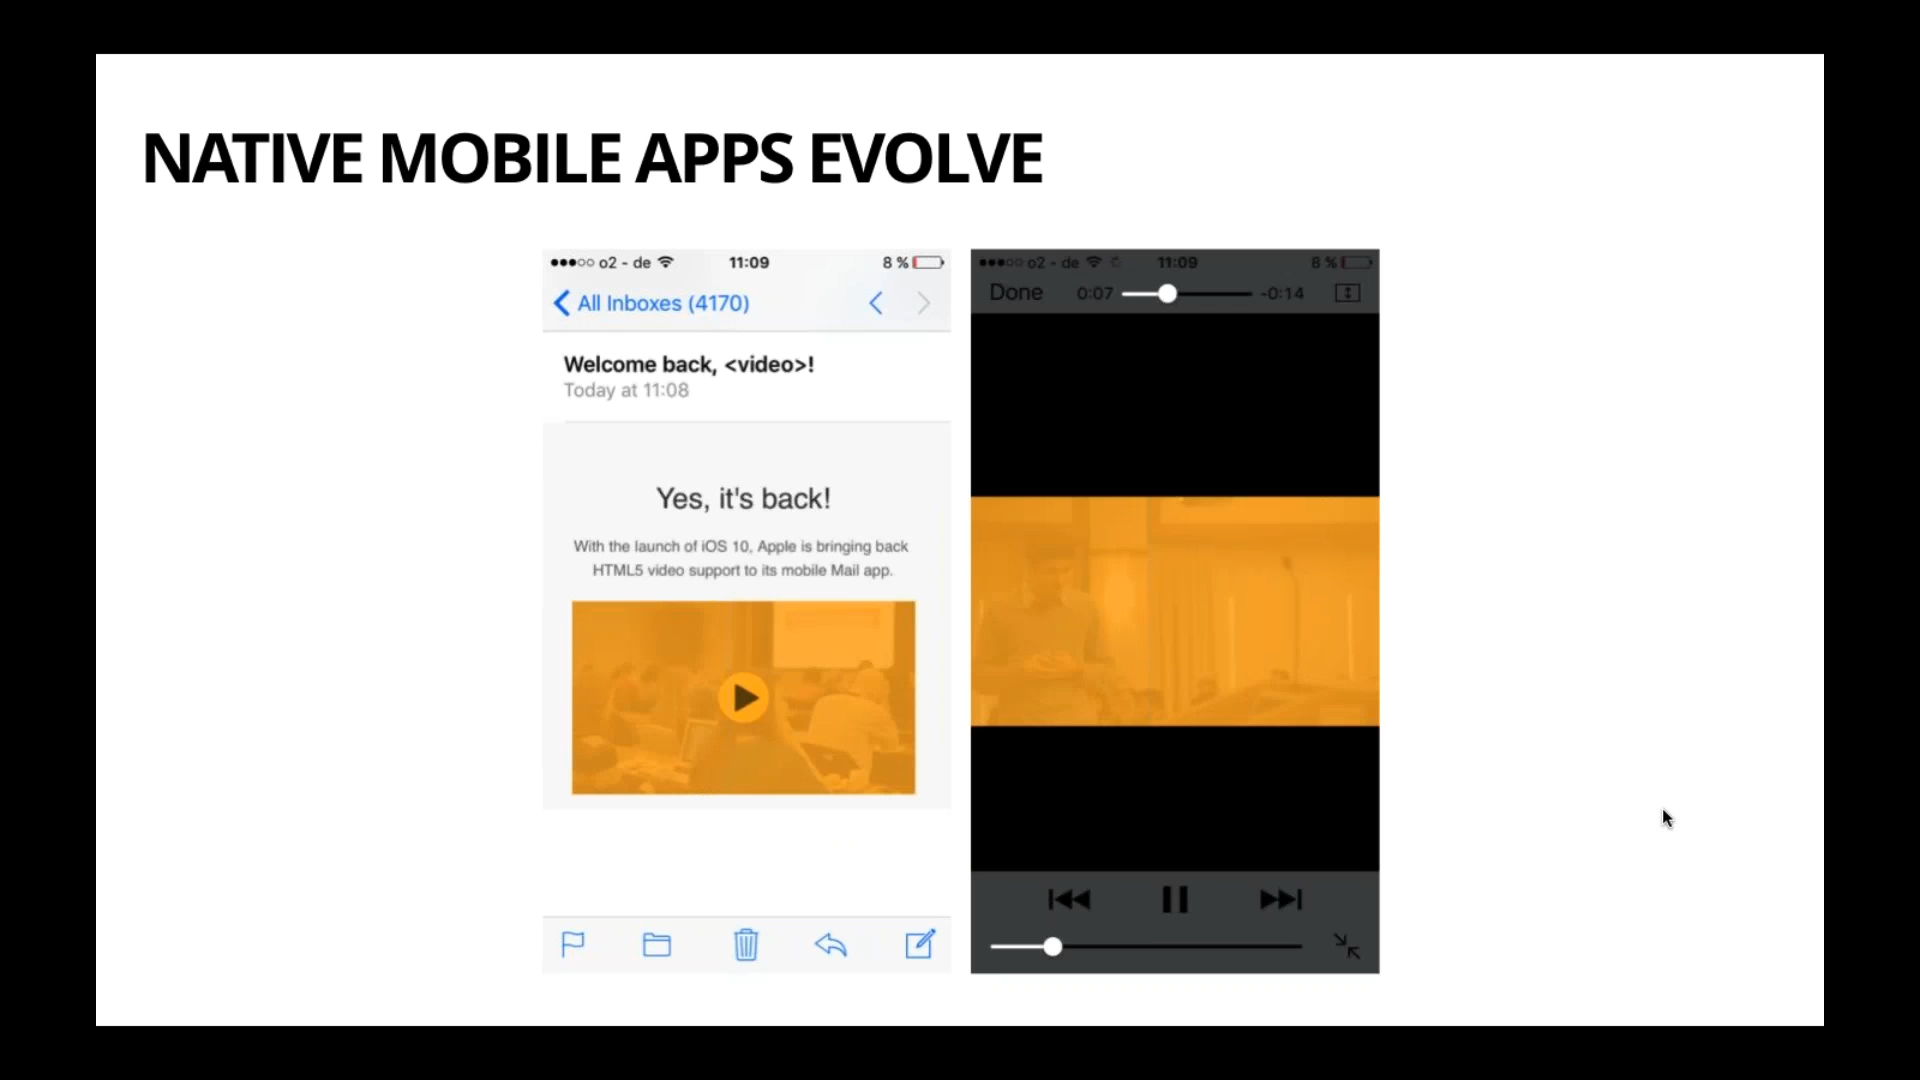 NATIVE MOBILE APPS EVOLVE
o2 - de 11:09 8 %
All Inboxes (4170)
Welcome back, <video>!
Today at 11:08
Yes, it's back!
With the launch of iOS 10, Apple is bringing back
HTML5 video support to its mobile Mail app.
o2 - de 11:09 8 %
Done 0:07 -0:14